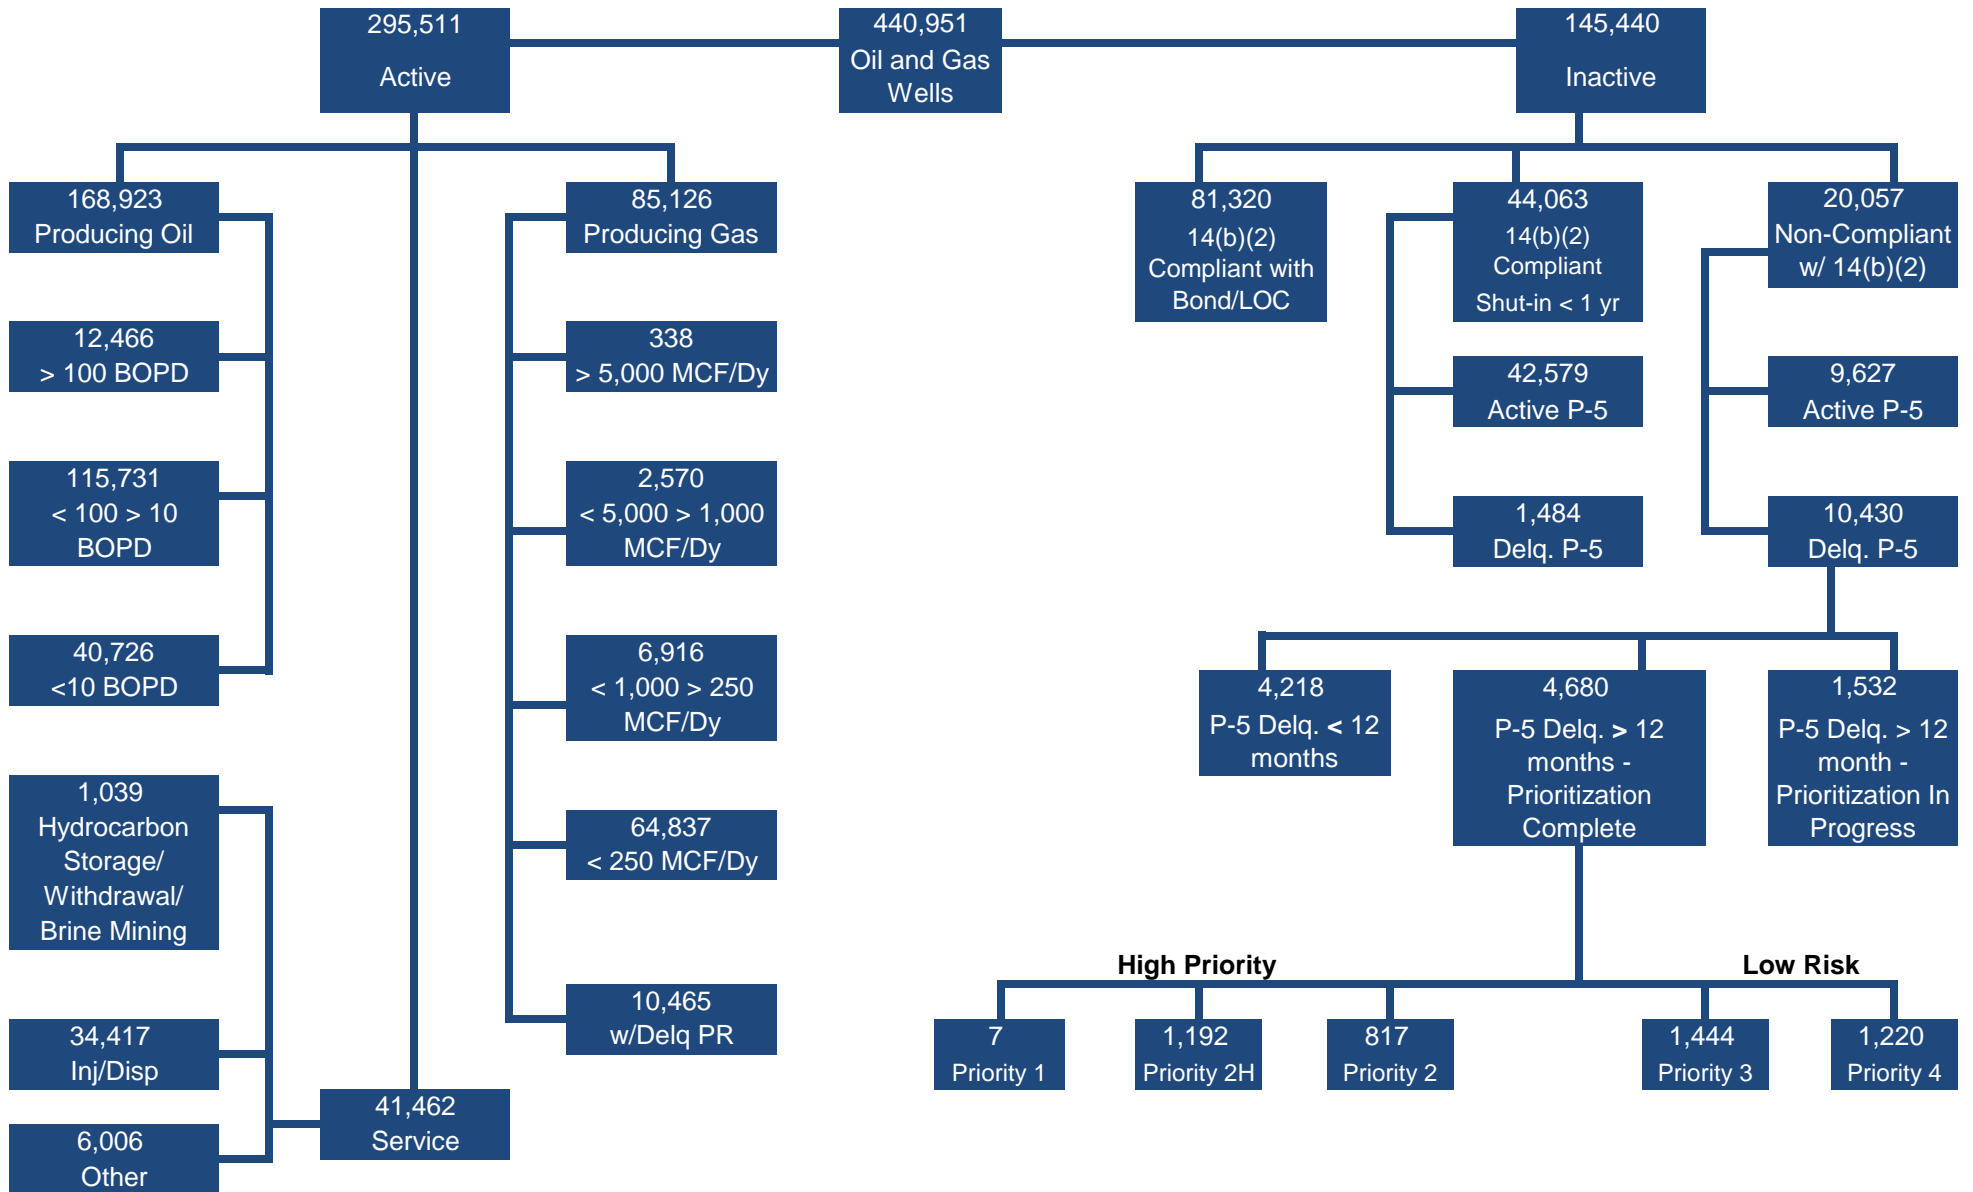 295,511
Active
440,951
Oil and Gas
Wells
145,440
Inactive
168,923
Producing Oil
12,466
> 100 BOPD
115,731
< 100 > 10
BOPD
40,726
<10 BOPD
85,126
Producing Gas
338
> 5,000 MCF/Dy
2,570
< 5,000 > 1,000
MCF/Dy
6,916
< 1,000 > 250
MCF/Dy
64,837
< 250 MCF/Dy
10,465
w/Delq PR
1,039
Hydrocarbon
Storage/
Withdrawal/
Brine Mining
34,417
Inj/Disp
6,006
Other
41,462
Service
81,320
14(b)(2)
Compliant with
Bond/LOC
44,063
14(b)(2)
Compliant
Shut-in < 1 yr
42,579
Active P-5
1,484
Delq. P-5
20,057
Non-Compliant
w/ 14(b)(2)
9,627
Active P-5
10,430
Delq. P-5
4,218
P-5 Delq. < 12
months
4,680
P-5 Delq. > 12
months -
Prioritization
Complete
1,532
P-5 Delq. > 12
month -
Prioritization In
Progress
High Priority
Low Risk
7
Priority 1
1,192
Priority 2H
817
Priority 2
1,444
Priority 3
1,220
Priority 4